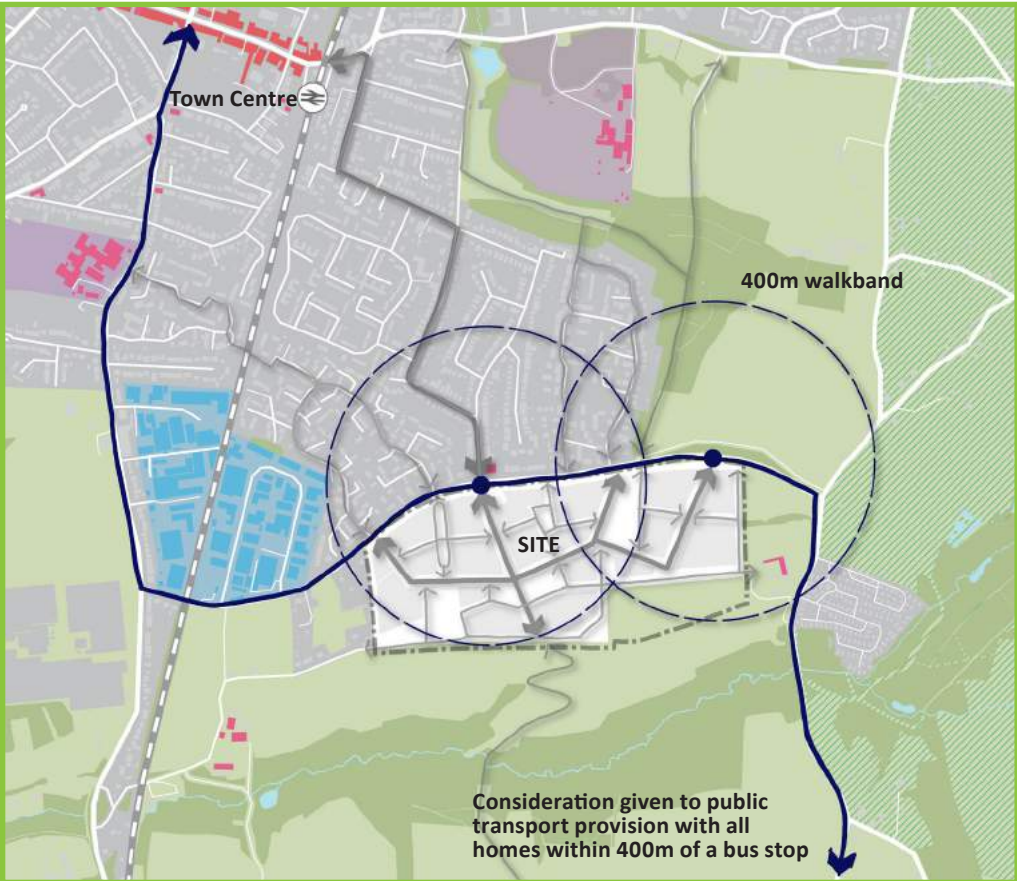 Town Centre
400m walkband
SITE
Consideration given to public
transport provision with all
homes within 400m of a bus stop